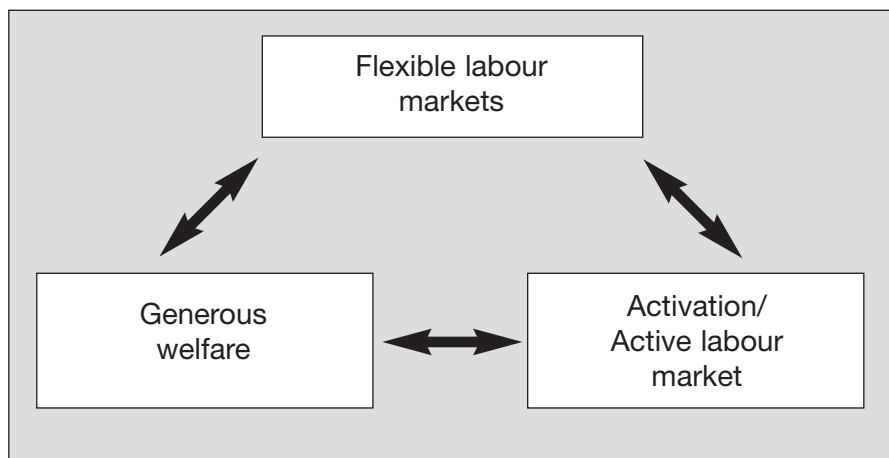 Flexible labour
markets
Generous
welfare
Activation/
Active labour
market